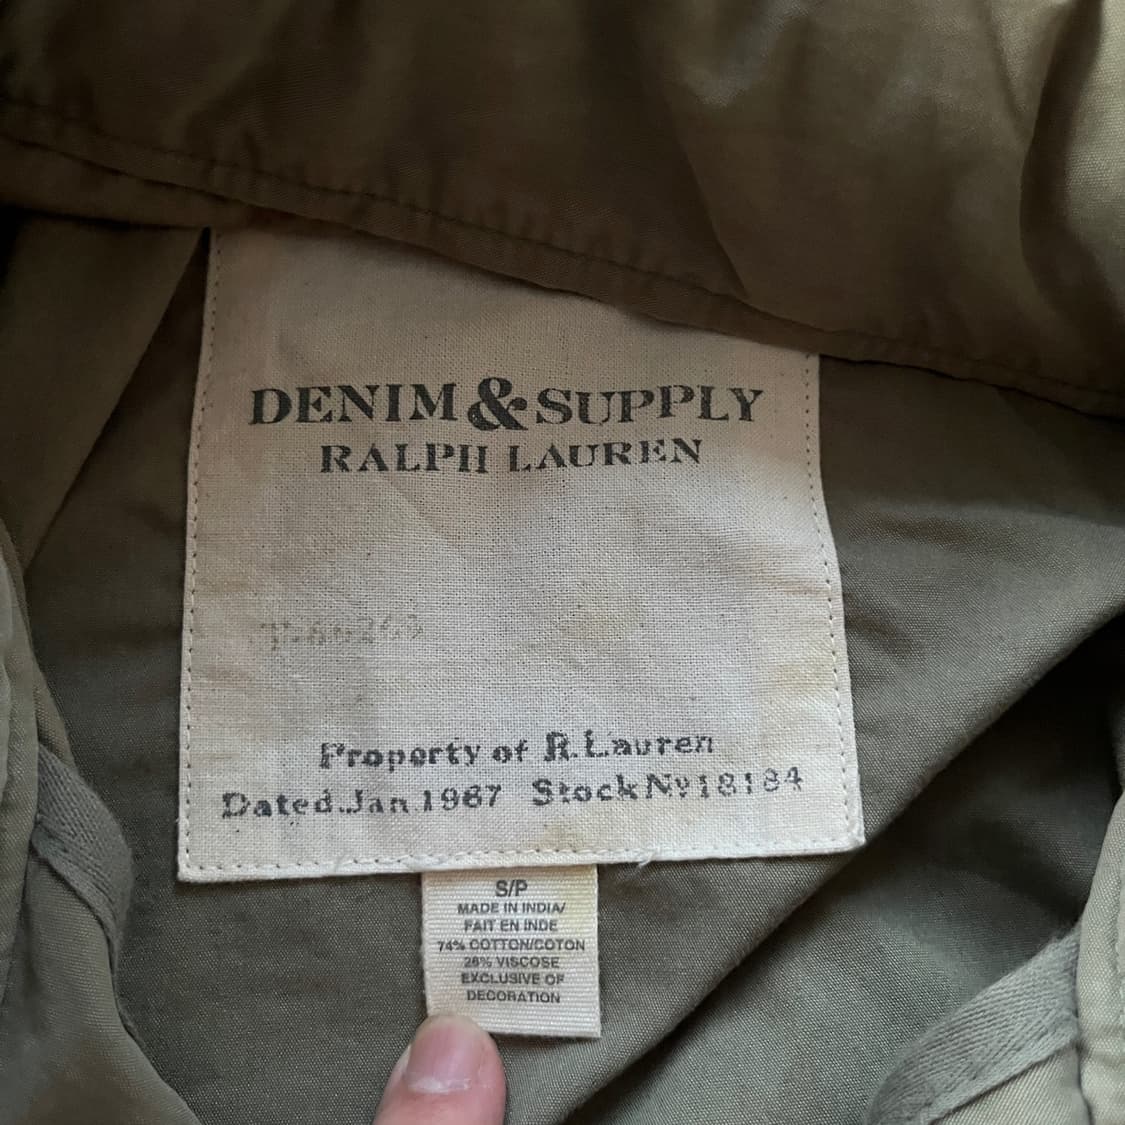 DENIM & SUPPLY
RALPH LAUREN
Property of R. Lauren
Dated Jan 1967 Stock Nº 18184
S/P
MADE IN INDIA/
FAIT EN INDE
74% COTTON/COTON
26% VISCOSE
EXCLUSIVE OF
DECORATION